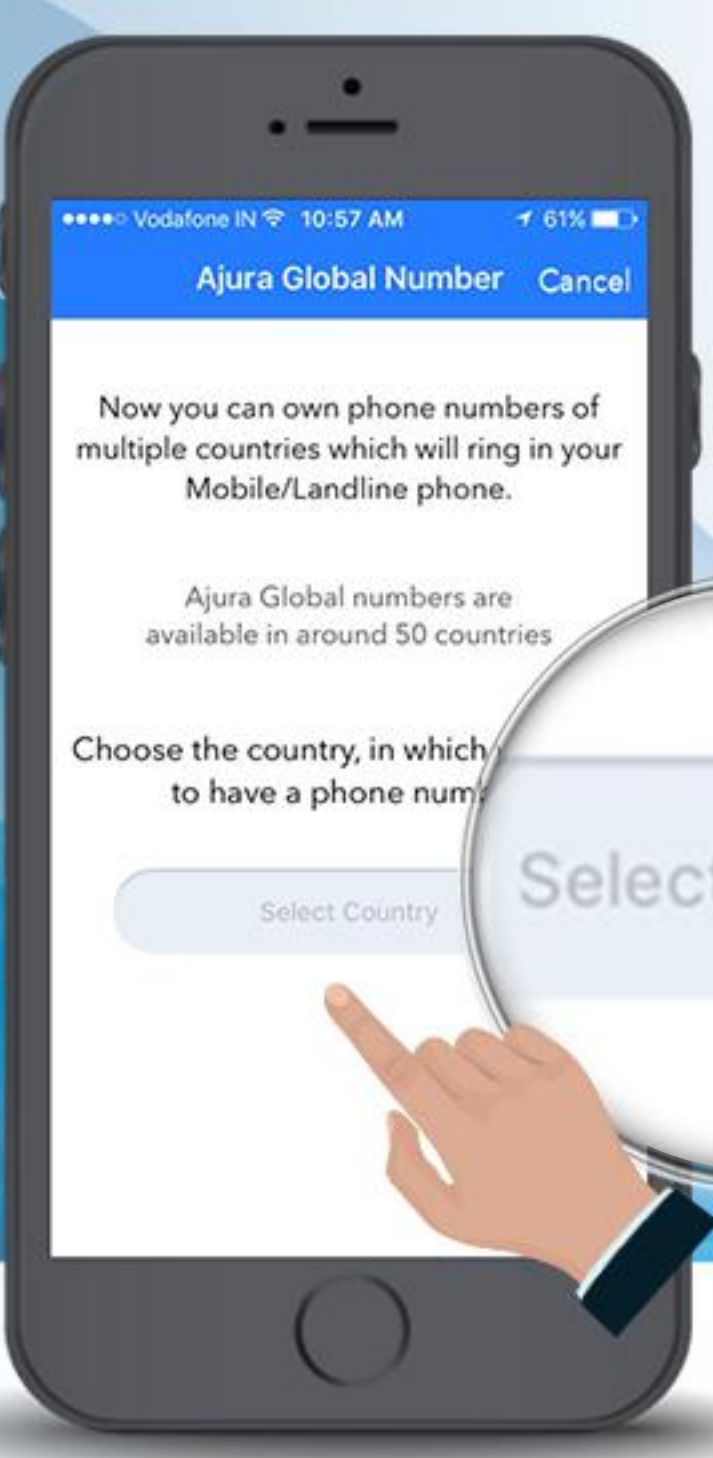 Vodafone IN 10:57 AM 61%
Ajura Global Number Cancel
Now you can own phone numbers of
multiple countries which will ring in your
Mobile/Landline phone.
Ajura Global numbers are
available in around 50 countries
Choose the country, in which
to have a phone num
Select Country
Select